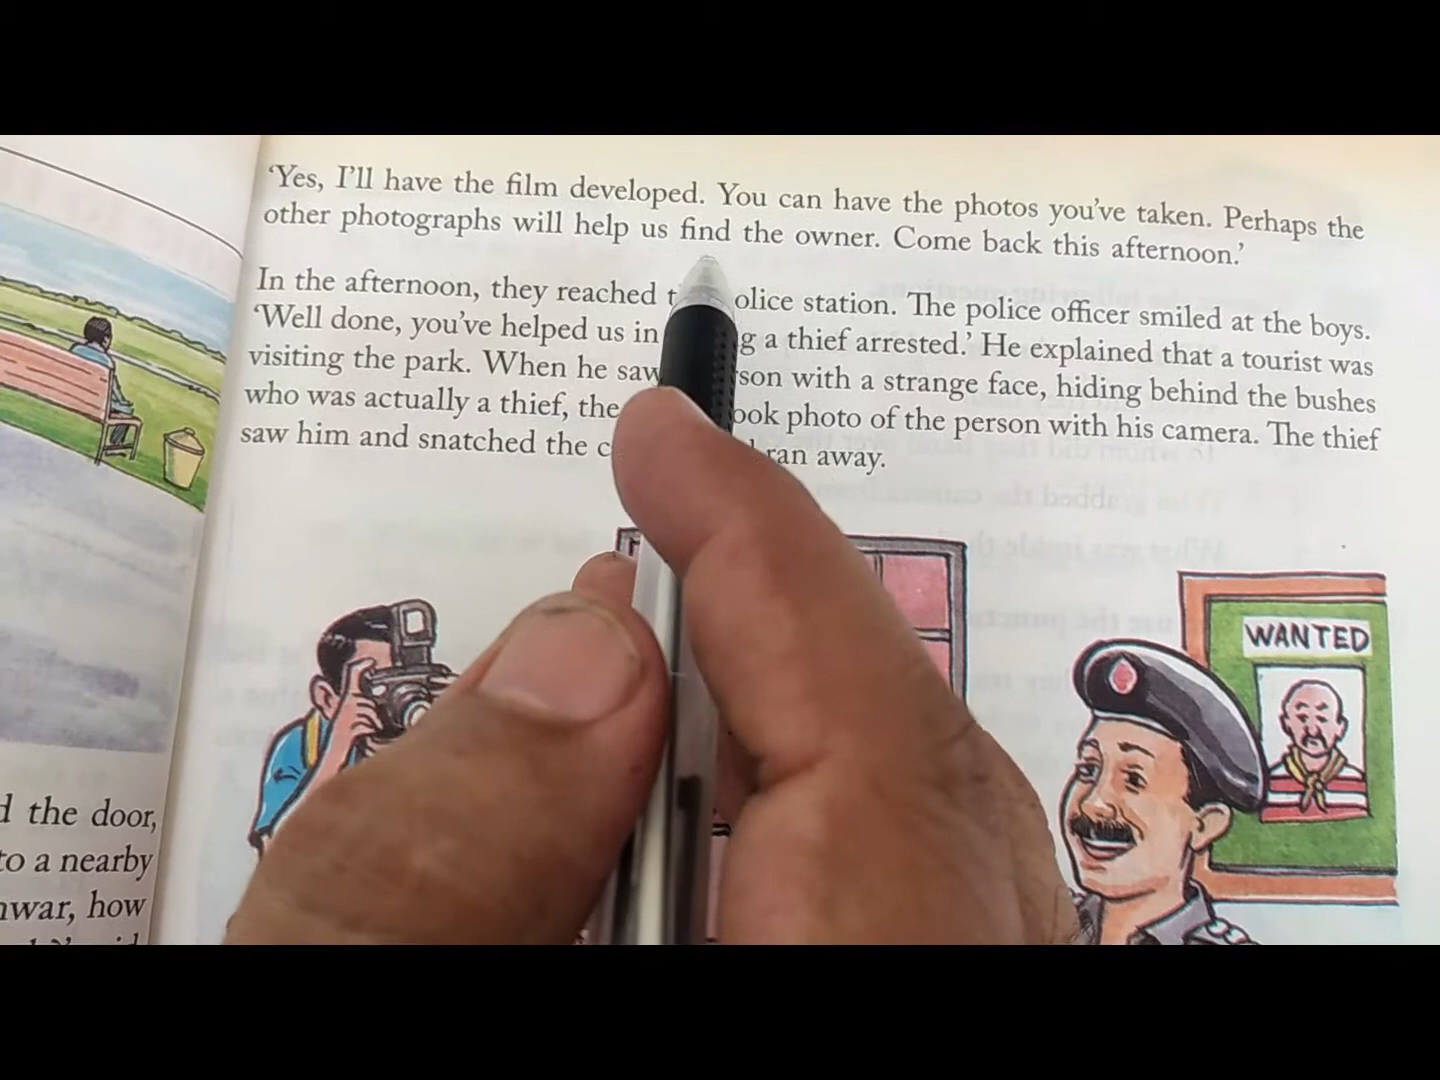 ‘Yes, I’ll have the film developed. You can have the photos you’ve taken. Perhaps the
other photographs will help us find the owner. Come back this afternoon.’
In the afternoon, they reached olice station. The police officer smiled at the boys.
‘Well done, you’ve helped us in g a thief arrested.’ He explained that a tourist was
visiting the park. When he saw son with a strange face, hiding behind the bushes
who was actually a thief, the ook photo of the person with his camera. The thief
saw him and snatched the ran away.
WANTED
d the door,
to a nearby
nwar, how